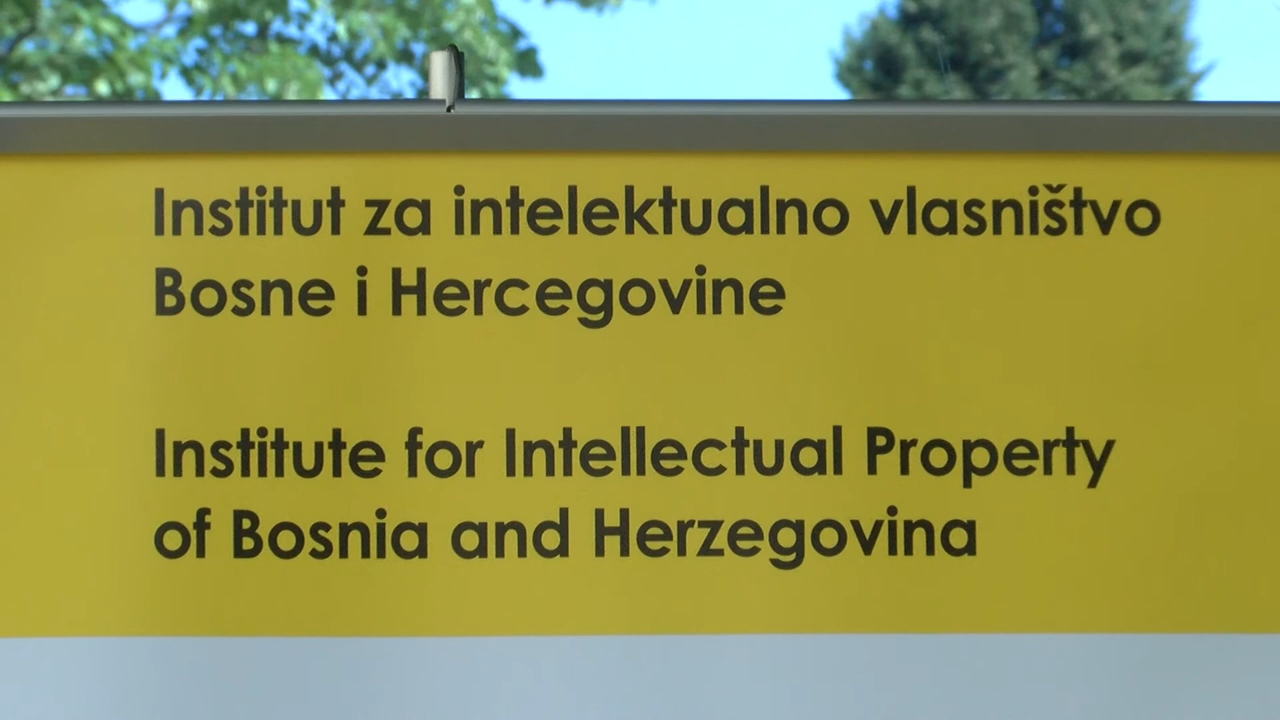 Institut za intelektualno vlasništvo
Bosne i Hercegovine
Institute for Intellectual Property
of Bosnia and Herzegovina